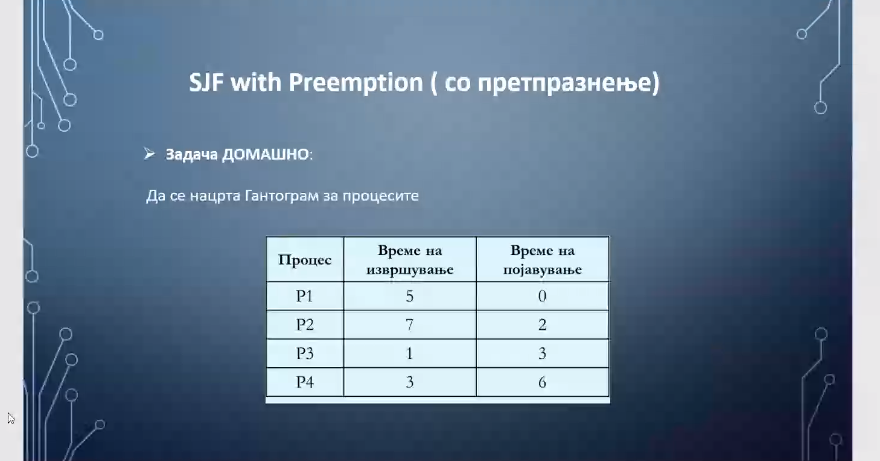 SJF with Preemption ( со претпразнење)
➢ Задача ДОМАШНО:
Да се нацрта Гантограм за процесите
Процес Време на извршување Време на појавување
P1 5 0
P2 7 2
P3 1 3
P4 3 6